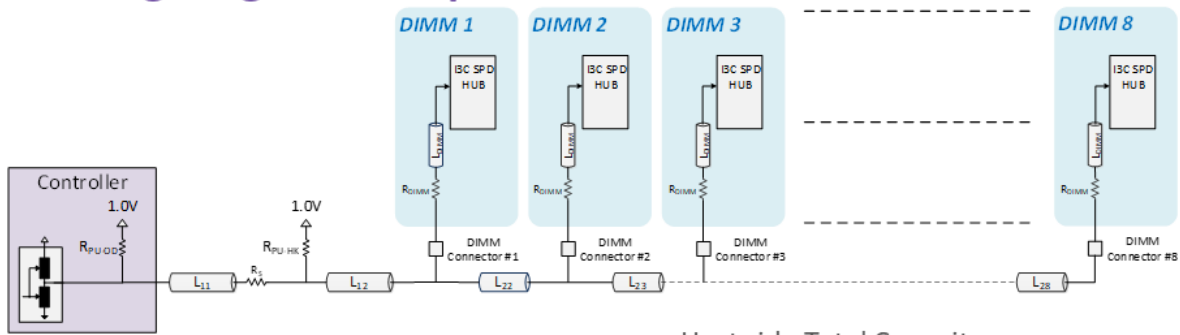 DIMM 1
DIMM 2
DIMM 3
DIMM 8
I3C SPD
HUB
I3C SPD
HUB
I3C SPD
HUB
I3C SPD
HUB
LDIMM
LDIMM
LDIMM
LDIMM
RDIMM
RDIMM
RDIMM
RDIMM
Controller
1.0V
1.0V
RPU-OD
RPU-HK
DIMM
Connector #1
DIMM
Connector #2
DIMM
Connector #3
DIMM
Connector #8
L11
RS
L12
L22
L23
L28